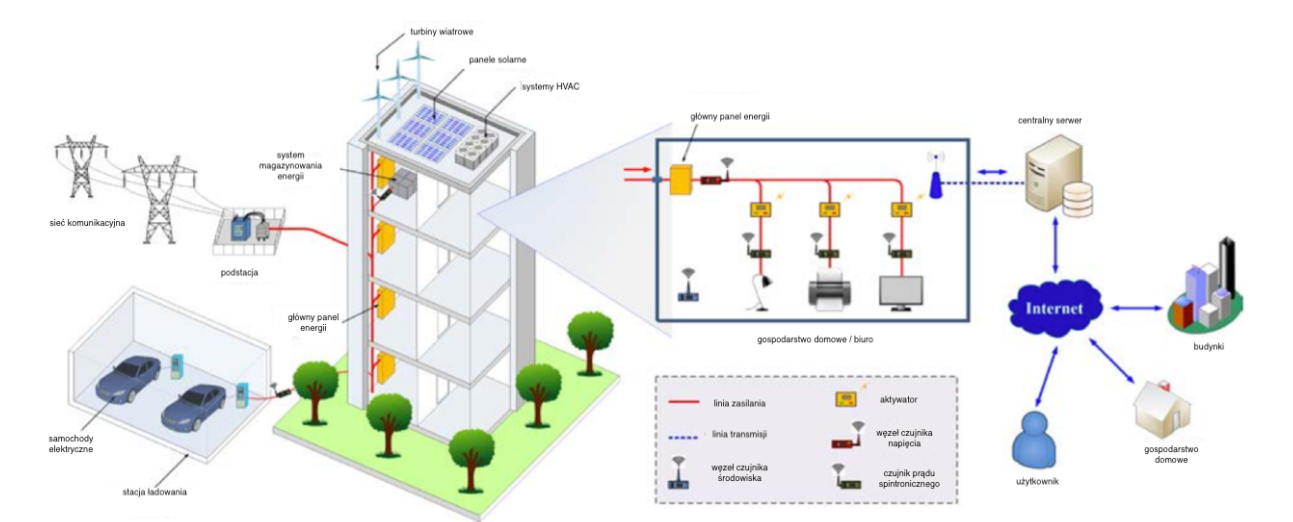 turbiny wiatrowe
panele solarne
systemy HVAC
system
magazynowania
energii
sieć komunikacyjna
podstacja
główny panel
energii
samochody
elektryczne
stacja ładowania
główny panel energii
gospodarstwo domowe / biuro
centralny serwer
Internet
budynki
gospodarstwo
domowe
użytkownik
linia zasilania
aktywator
linia transmisji
węzeł czujnika
napięcia
węzeł czujnika
środowiska
czujnik prądu
spintronicznego